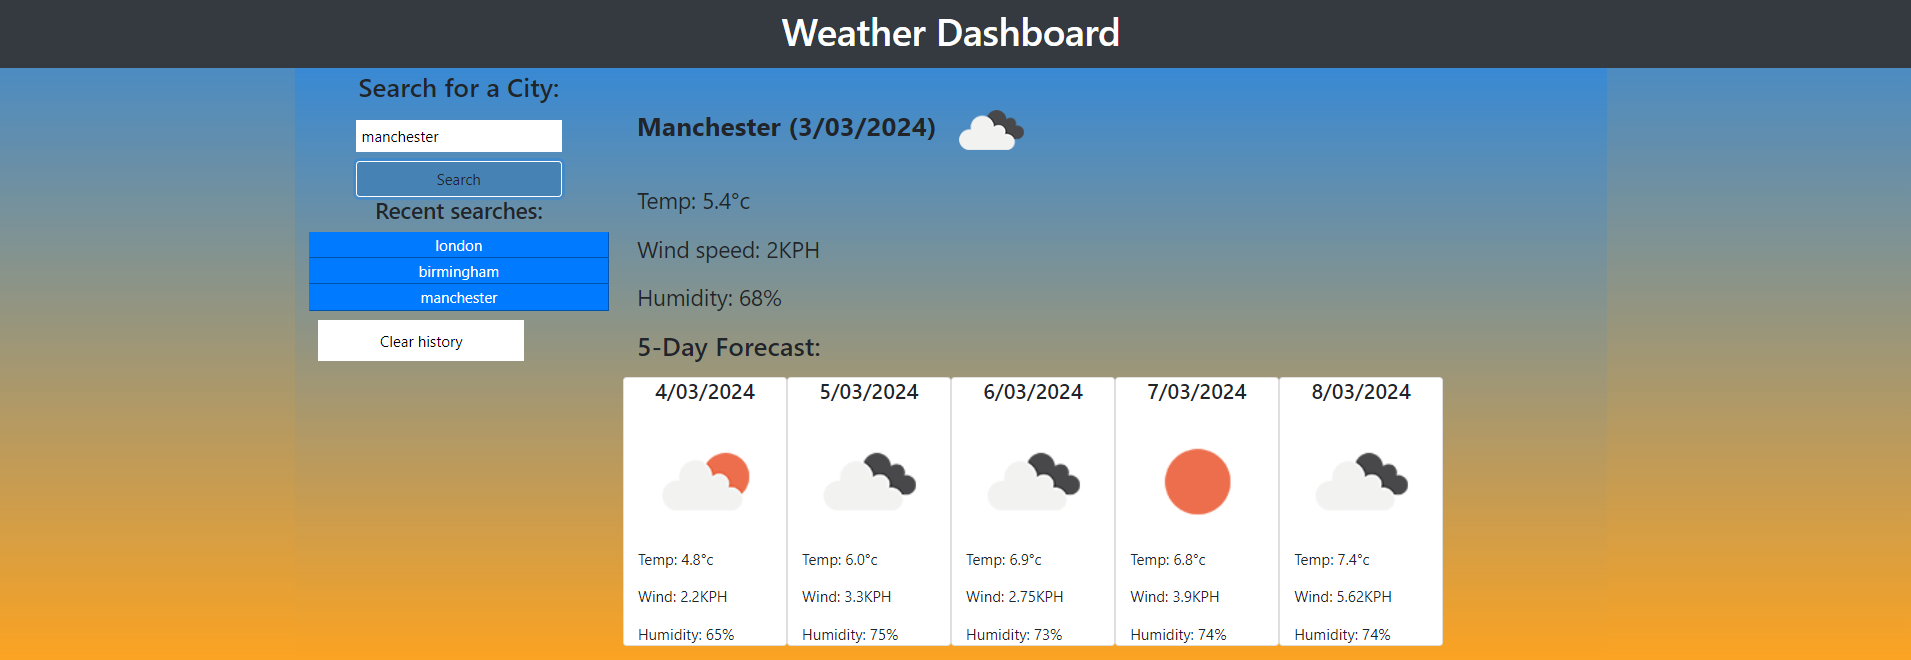 Weather Dashboard
Search for a City:
manchester
Search
Recent searches:
london
birmingham
manchester
Clear history
Manchester (3/03/2024)
Temp: 5.4°c
Wind speed: 2KPH
Humidity: 68%
5-Day Forecast:
4/03/2024
Temp: 4.8°c
Wind: 2.2KPH
Humidity: 65%
5/03/2024
Temp: 6.0°c
Wind: 3.3KPH
Humidity: 75%
6/03/2024
Temp: 6.9°c
Wind: 2.75KPH
Humidity: 73%
7/03/2024
Temp: 6.8°c
Wind: 3.9KPH
Humidity: 74%
8/03/2024
Temp: 7.4°c
Wind: 5.62KPH
Humidity: 74%